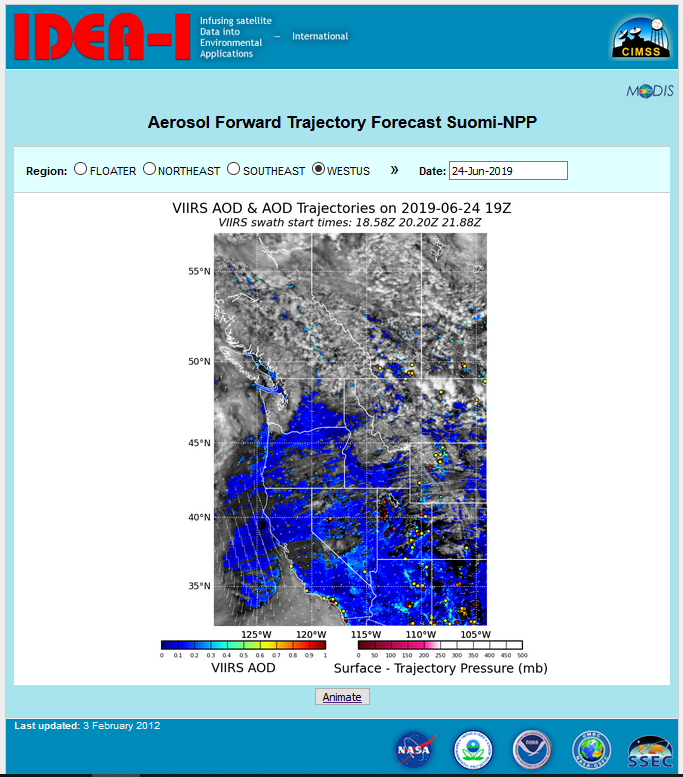 IDEA-I
Infusing satellite
Data into
Environmental — International
Applications
CIMSS
MODIS
Aerosol Forward Trajectory Forecast Suomi-NPP
Region: FLOATER NORTHEAST SOUTHEAST WESTUS » Date: 24-Jun-2019
VIIRS AOD & AOD Trajectories on 2019-06-24 19Z
VIIRS swath start times: 18.58Z 20.20Z 21.88Z
55°N
50°N
45°N
40°N
35°N
125°W 120°W 115°W 110°W 105°W
0 0.1 0.2 0.3 0.4 0.5 0.6 0.7 0.8 0.9 1
0 50 100 150 200 250 300 350 400 450 500
VIIRS AOD
Surface - Trajectory Pressure (mb)
Animate
Last updated: 3 February 2012
NASA
NOAA
SSEC